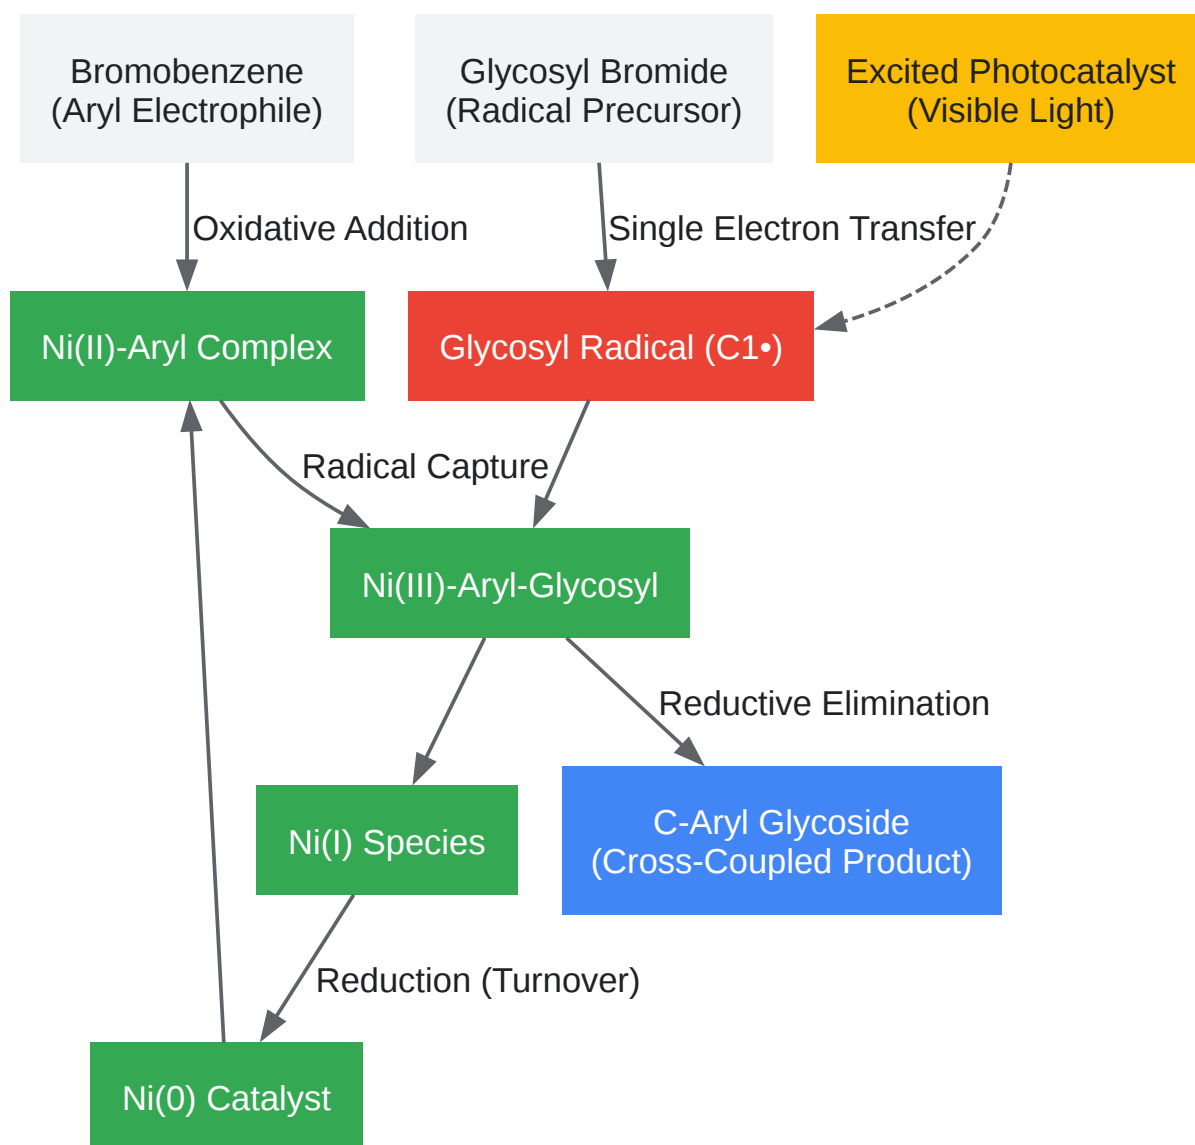 Bromobenzene
(Aryl Electrophile)
Glycosyl Bromide
(Radical Precursor)
Excited Photocatalyst
(Visible Light)
Oxidative Addition
Single Electron Transfer
Ni(II)-Aryl Complex
Glycosyl Radical (C1•)
Radical Capture
Ni(III)-Aryl-Glycosyl
Reductive Elimination
Ni(I) Species
C-Aryl Glycoside
(Cross-Coupled Product)
Reduction (Turnover)
Ni(0) Catalyst